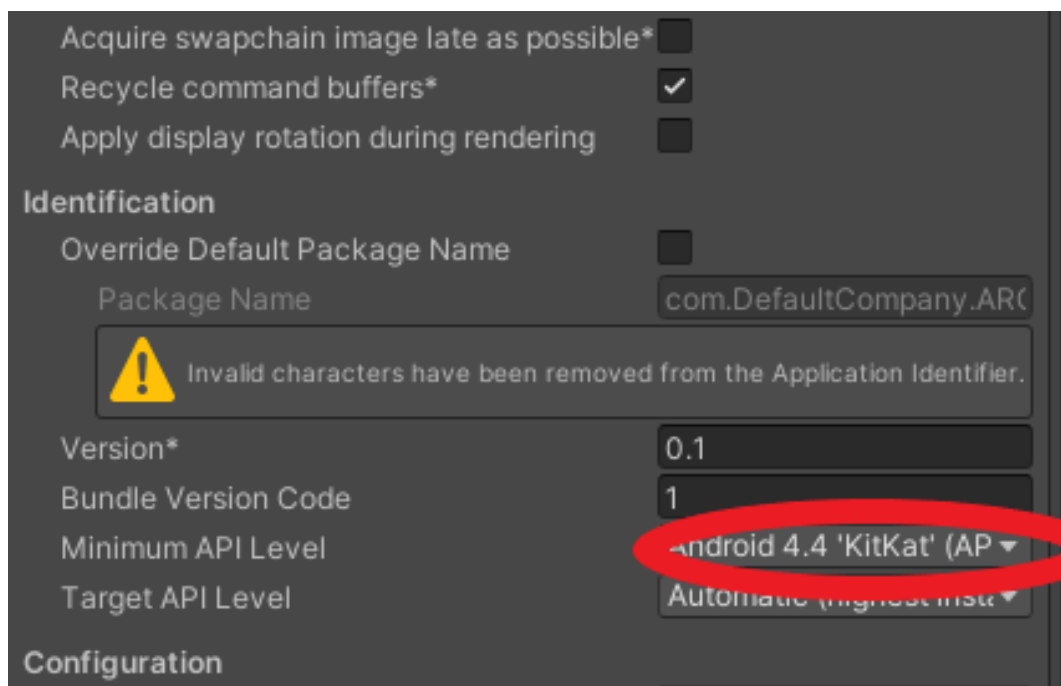 Acquire swapchain image late as possible*
Recycle command buffers*
Apply display rotation during rendering
Identification
Override Default Package Name
Package Name com.DefaultCompany.AR
Invalid characters have been removed from the Application Identifier.
Version* 0.1
Bundle Version Code 1
Minimum API Level Android 4.4 'KitKat' (AP
Target API Level Automatic (highest insta
Configuration